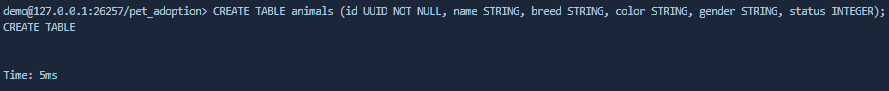 demo@127.0.0.1:26257/pet_adoption> CREATE TABLE animals (id UUID NOT NULL, name STRING, breed STRING, color STRING, gender STRING, status INTEGER);
CREATE TABLE
Time: 5ms